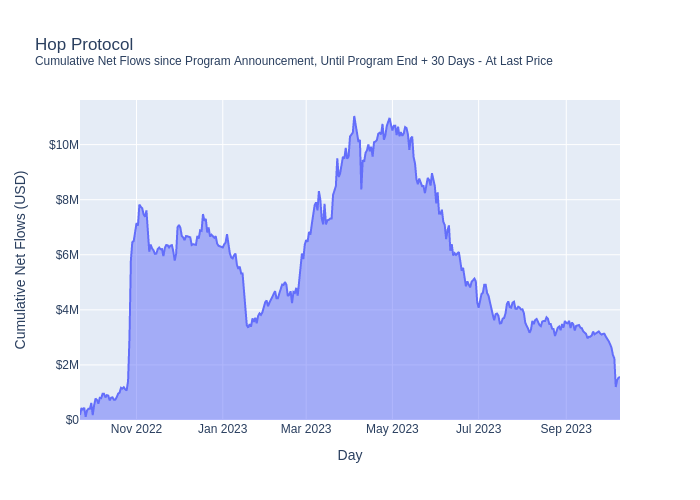 Hop Protocol
Cumulative Net Flows since Program Announcement, Until Program End + 30 Days - At Last Price
Cumulative Net Flows (USD)
$10M
$8M
$6M
$4M
$2M
$0
Nov 2022 Jan 2023 Mar 2023 May 2023 Jul 2023 Sep 2023
Day